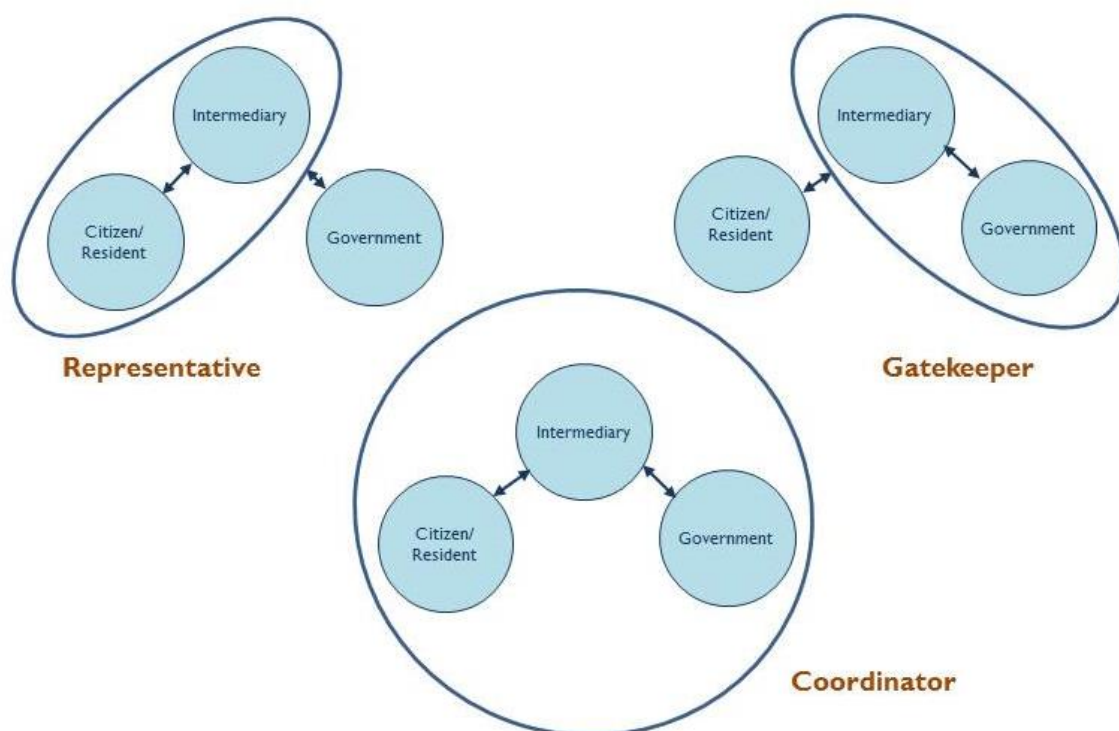 Intermediary
Citizen/
Resident
Government
Representative
Intermediary
Citizen/
Resident
Government
Gatekeeper
Intermediary
Citizen/
Resident
Government
Coordinator